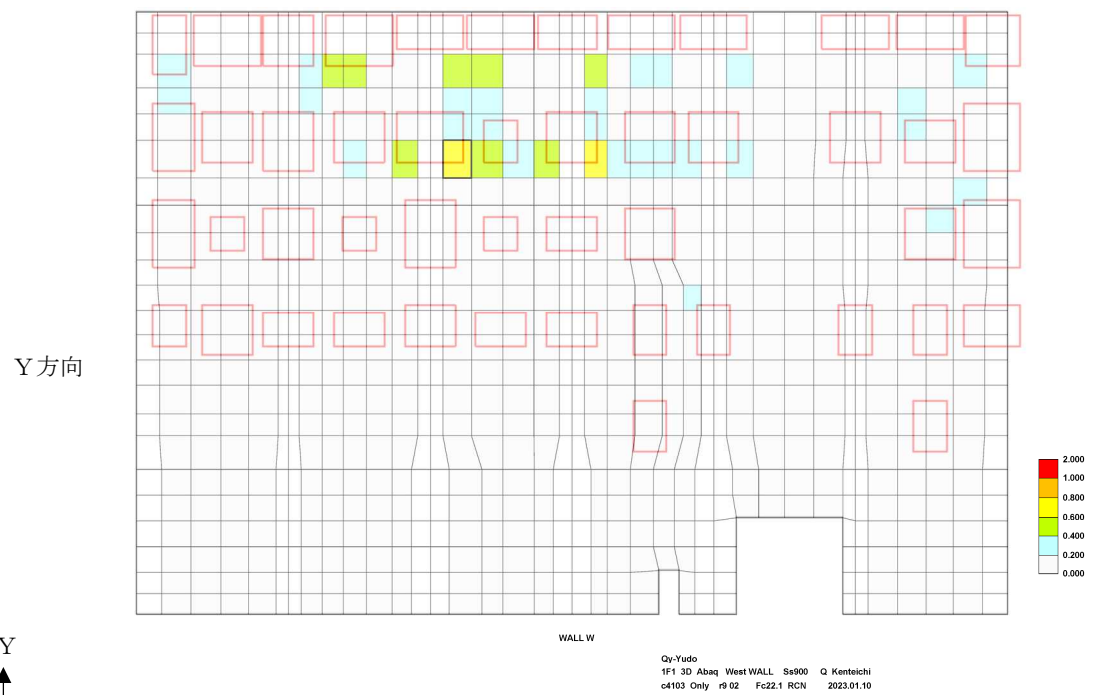 Ｙ方向
2.000
1.000
0.800
0.600
0.400
0.200
0.000
Y
WALL W
Qy-Yudo
1F1 3D Abaq West WALL Ss900 Q Kenteichi
c4103 Only r9 02 Fc22.1 RCN 2023.01.10